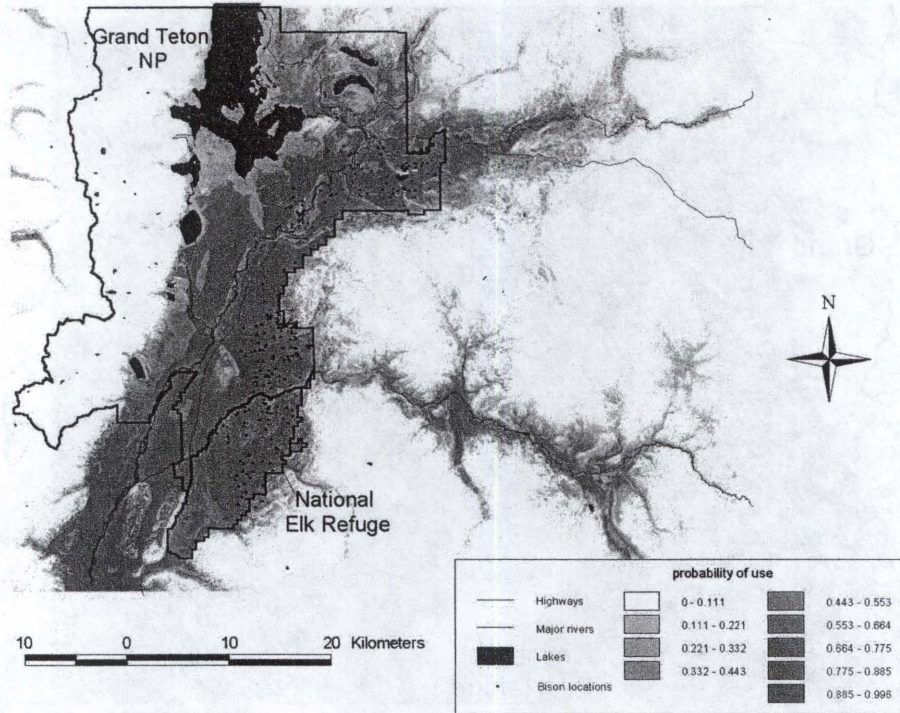 Grand Teton
NP
N
National
Elk Refuge
10 0 10 20 Kilometers
probability of use
Highways
Major rivers
Lakes
Bison locations
0 - 0.111
0.111 - 0.221
0.221 - 0.332
0.332 - 0.443
0.443 - 0.553
0.553 - 0.664
0.664 - 0.775
0.775 - 0.885
0.885 - 0.996